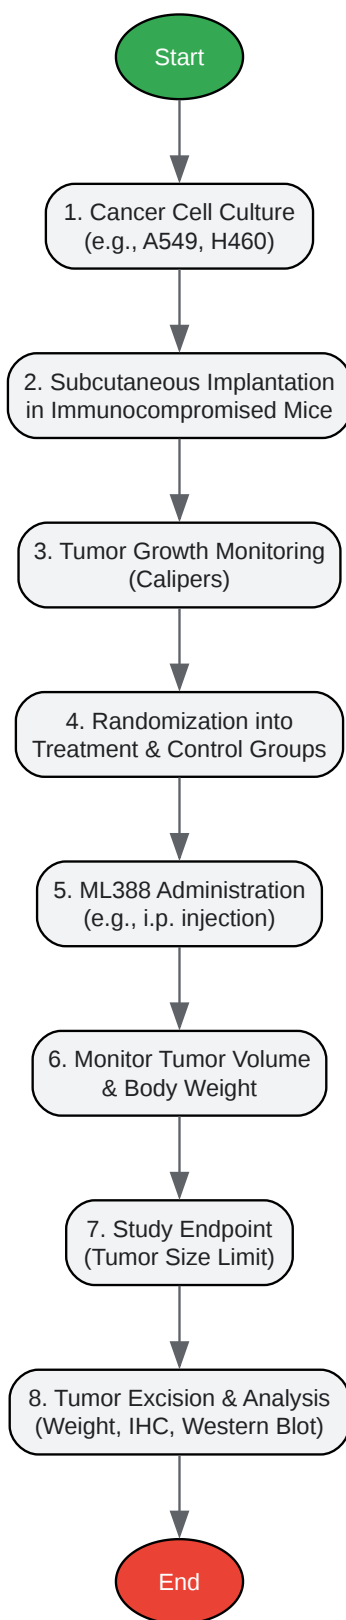 Start
1. Cancer Cell Culture
(e.g., A549, H460)
2. Subcutaneous Implantation
in Immunocompromised Mice
3. Tumor Growth Monitoring
(Calipers)
4. Randomization into
Treatment & Control Groups
5. ML388 Administration
(e.g., i.p. injection)
6. Monitor Tumor Volume
& Body Weight
7. Study Endpoint
(Tumor Size Limit)
8. Tumor Excision & Analysis
(Weight, IHC, Western Blot)
End